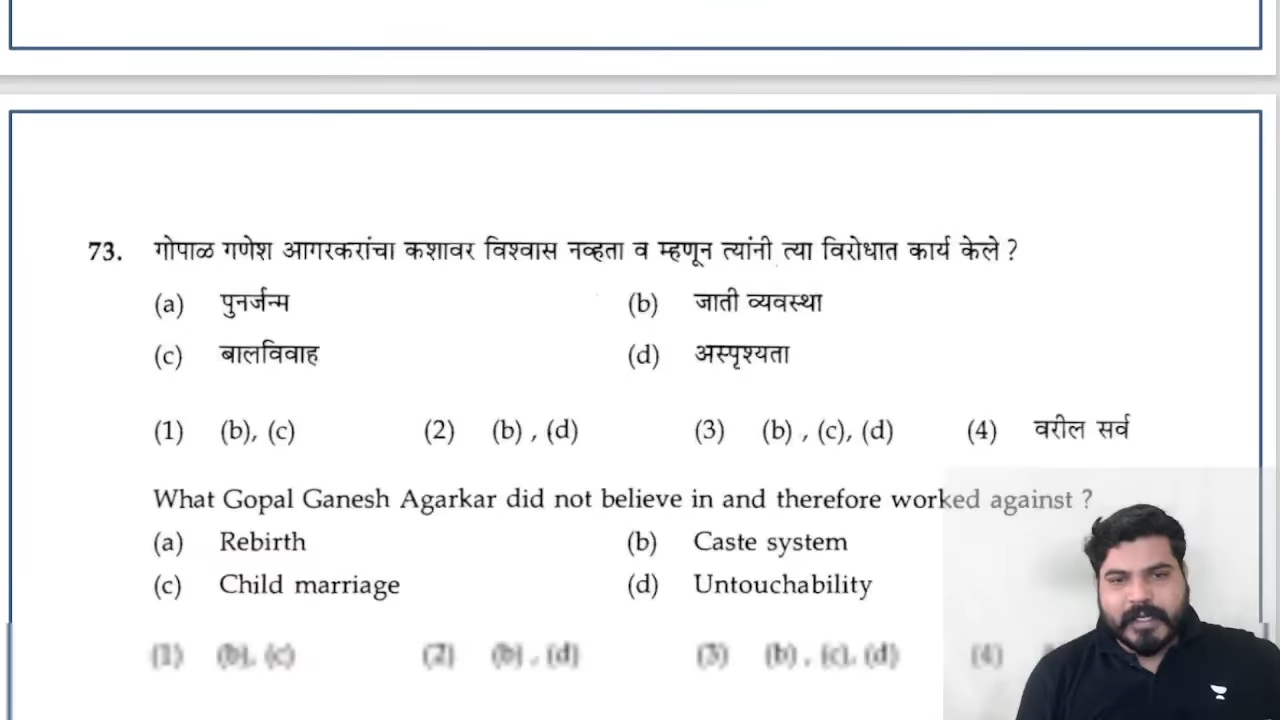 73. गोपाळ गणेश आगरकरांचा कशावर विश्वास नव्हता व म्हणून त्यांनी त्या विरोधात कार्य केले ?
(a) पुनर्जन्म (b) जाती व्यवस्था
(c) बालविवाह (d) अस्पृश्यता
(1) (b), (c) (2) (b) , (d) (3) (b) , (c), (d) (4) वरील सर्व
What Gopal Ganesh Agarkar did not believe in and therefore worked against ?
(a) Rebirth (b) Caste system
(c) Child marriage (d) Untouchability
(1) (b), (c) (2) (b) , (d) (3) (b) , (c), (d) (4)